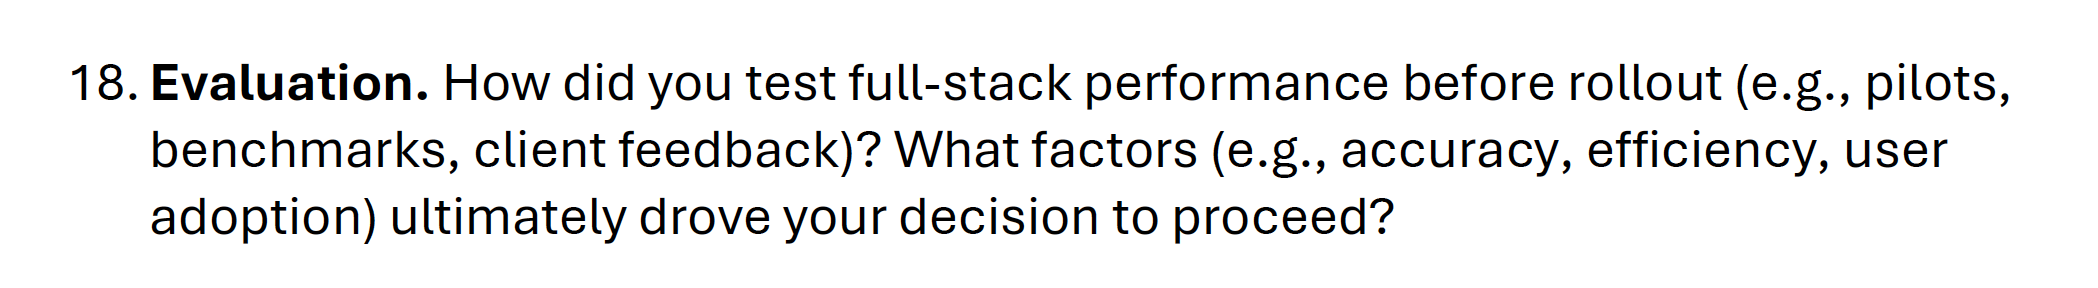 18. Evaluation. How did you test full-stack performance before rollout (e.g., pilots,
benchmarks, client feedback)? What factors (e.g., accuracy, efficiency, user
adoption) ultimately drove your decision to proceed?